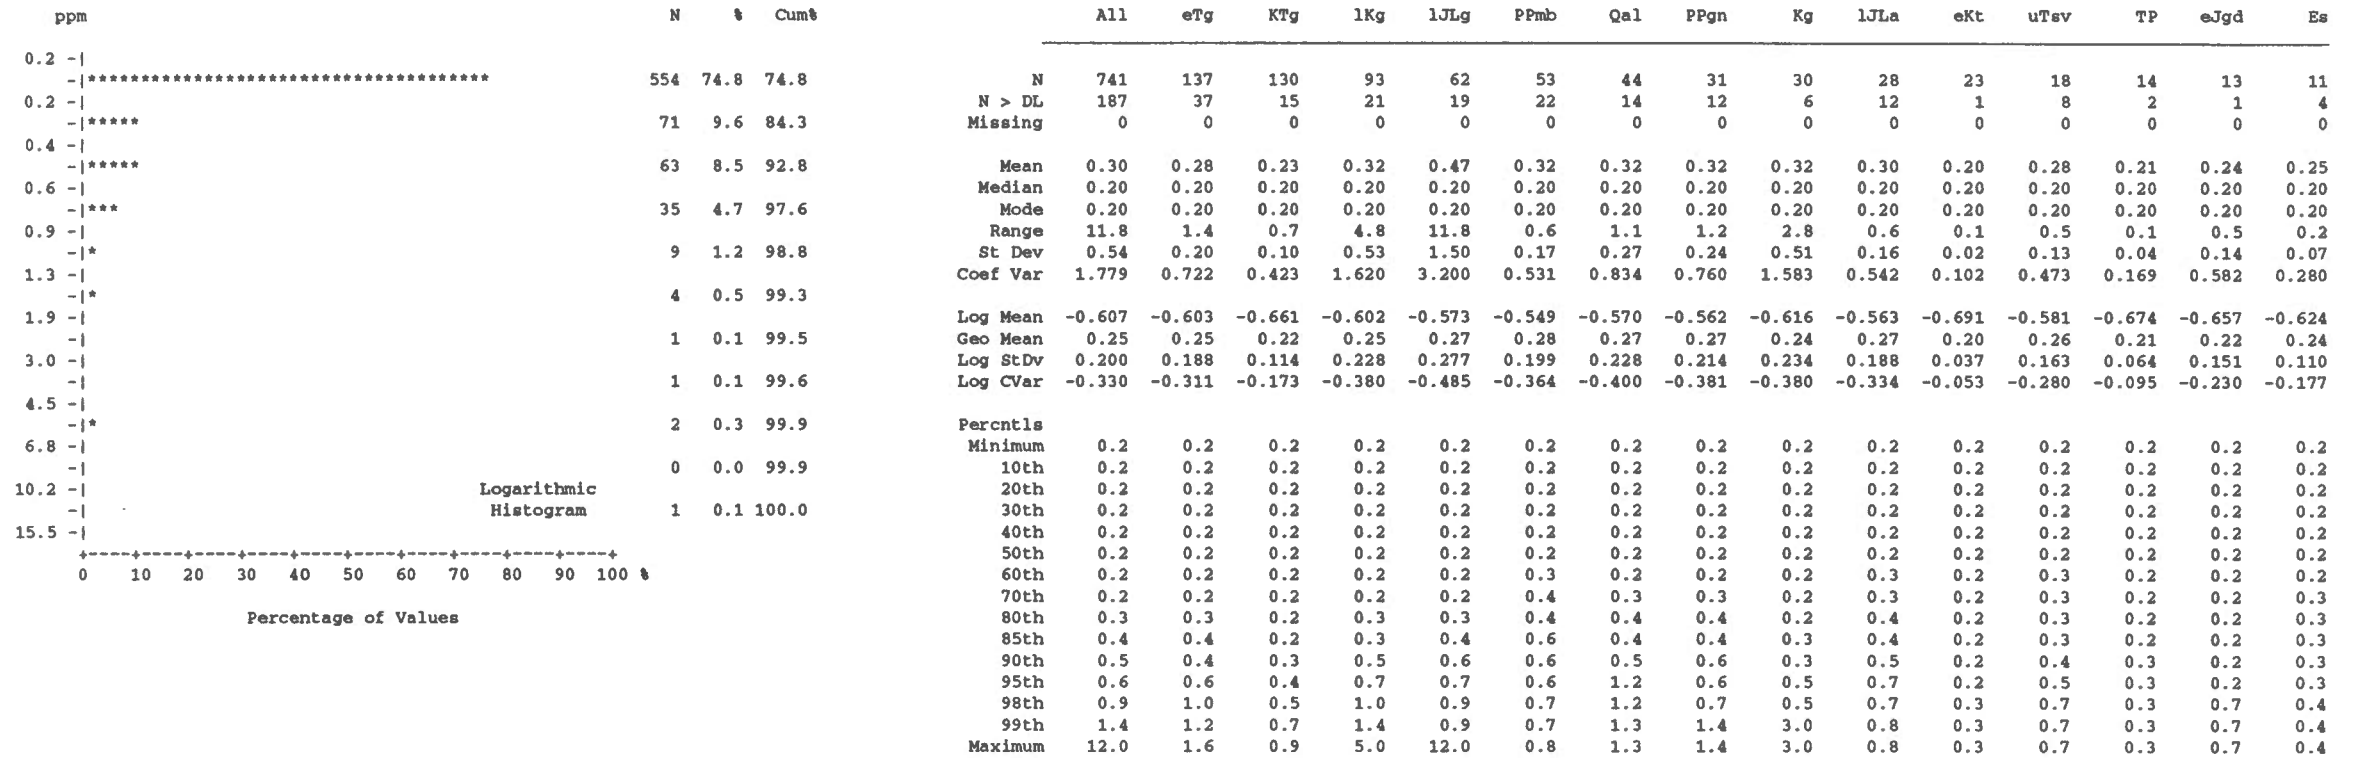 ppm N % Cum%
0.2 -|
-|************************************** 554 74.8 74.8
0.2 -|
-|***** 71 9.6 84.3
0.4 -|
-|***** 63 8.5 92.8
0.6 -|
-|*** 35 4.7 97.6
0.9 -|
-|* 9 1.2 98.8
1.3 -|
-|* 4 0.5 99.3
1.9 -|
-| 1 0.1 99.5
3.0 -|
-| 1 0.1 99.6
4.5 -|
-|* 2 0.3 99.9
6.8 -|
-| 0 0.0 99.9
10.2 -| Logarithmic
-| Histogram 1 0.1 100.0
15.5 -|
+----+----+----+----+----+----+----+----+----+----+
0 10 20 30 40 50 60 70 80 90 100 %
Percentage of Values
All eTg KTg lKg lJLg PPmb Qal PPgn Kg lJLa eKt uTsv TP eJgd Es
N 741 137 130 93 62 53 44 31 30 28 23 18 14 13 11
N > DL 187 37 15 21 19 22 14 12 6 12 1 8 2 1 4
Missing 0 0 0 0 0 0 0 0 0 0 0 0 0 0 0
Mean 0.30 0.28 0.23 0.32 0.47 0.32 0.32 0.32 0.32 0.30 0.20 0.28 0.21 0.24 0.25
Median 0.20 0.20 0.20 0.20 0.20 0.20 0.20 0.20 0.20 0.20 0.20 0.20 0.20 0.20 0.20
Mode 0.20 0.20 0.20 0.20 0.20 0.20 0.20 0.20 0.20 0.20 0.20 0.20 0.20 0.20 0.20
Range 11.8 1.4 0.7 4.8 11.8 0.6 1.1 1.2 2.8 0.6 0.1 0.5 0.1 0.5 0.2
St Dev 0.54 0.20 0.10 0.53 1.50 0.17 0.27 0.24 0.51 0.16 0.02 0.13 0.04 0.14 0.07
Coef Var 1.779 0.722 0.423 1.620 3.200 0.531 0.834 0.760 1.583 0.542 0.102 0.473 0.169 0.582 0.280
Log Mean -0.607 -0.603 -0.661 -0.602 -0.573 -0.549 -0.570 -0.562 -0.616 -0.563 -0.691 -0.581 -0.674 -0.657 -0.624
Geo Mean 0.25 0.25 0.22 0.25 0.27 0.28 0.27 0.27 0.24 0.27 0.20 0.26 0.21 0.22 0.24
Log StDv 0.200 0.188 0.114 0.228 0.277 0.199 0.228 0.214 0.234 0.188 0.037 0.163 0.064 0.151 0.110
Log CVar -0.330 -0.311 -0.173 -0.380 -0.485 -0.364 -0.400 -0.381 -0.380 -0.334 -0.053 -0.280 -0.095 -0.230 -0.177
Percntls
Minimum 0.2 0.2 0.2 0.2 0.2 0.2 0.2 0.2 0.2 0.2 0.2 0.2 0.2 0.2 0.2
10th 0.2 0.2 0.2 0.2 0.2 0.2 0.2 0.2 0.2 0.2 0.2 0.2 0.2 0.2 0.2
20th 0.2 0.2 0.2 0.2 0.2 0.2 0.2 0.2 0.2 0.2 0.2 0.2 0.2 0.2 0.2
30th 0.2 0.2 0.2 0.2 0.2 0.2 0.2 0.2 0.2 0.2 0.2 0.2 0.2 0.2 0.2
40th 0.2 0.2 0.2 0.2 0.2 0.2 0.2 0.2 0.2 0.2 0.2 0.2 0.2 0.2 0.2
50th 0.2 0.2 0.2 0.2 0.2 0.2 0.2 0.2 0.2 0.2 0.2 0.2 0.2 0.2 0.2
60th 0.2 0.2 0.2 0.2 0.2 0.3 0.2 0.2 0.2 0.3 0.2 0.3 0.2 0.2 0.2
70th 0.2 0.2 0.2 0.2 0.2 0.4 0.3 0.3 0.2 0.3 0.2 0.3 0.2 0.2 0.3
80th 0.3 0.3 0.2 0.3 0.3 0.4 0.4 0.4 0.2 0.4 0.2 0.3 0.2 0.2 0.3
85th 0.4 0.4 0.2 0.3 0.4 0.6 0.4 0.4 0.3 0.4 0.2 0.3 0.2 0.2 0.3
90th 0.5 0.4 0.3 0.5 0.6 0.6 0.5 0.6 0.3 0.5 0.2 0.4 0.3 0.2 0.3
95th 0.6 0.6 0.4 0.7 0.7 0.6 1.2 0.6 0.5 0.7 0.2 0.5 0.3 0.2 0.3
98th 0.9 1.0 0.5 1.0 0.9 0.7 1.2 0.7 0.5 0.7 0.3 0.7 0.3 0.7 0.4
99th 1.4 1.2 0.7 1.4 0.9 0.7 1.3 1.4 3.0 0.8 0.3 0.7 0.3 0.7 0.4
Maximum 12.0 1.6 0.9 5.0 12.0 0.8 1.3 1.4 3.0 0.8 0.3 0.7 0.3 0.7 0.4